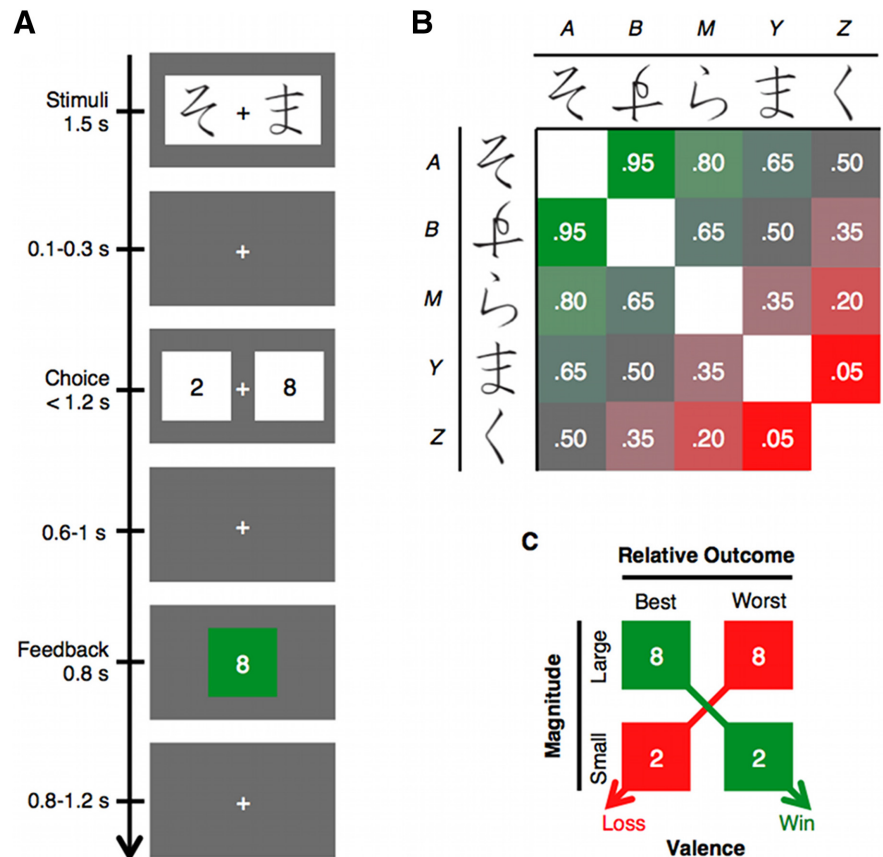 A
Stimuli
1.5 s
そ + ま
0.1-0.3 s
+
Choice
< 1.2 s
2 + 8
0.6-1 s
+
Feedback
0.8 s
8
0.8-1.2 s
+
B
A B M Y Z
そ ら ま く
A そ .95 .80 .65 .50
B .95 .65 .50 .35
M ら .80 .65 .35 .20
Y ま .65 .50 .35 .05
Z く .50 .35 .20 .05
C
Relative Outcome
Best Worst
Magnitude
Large 8 8
Small 2 2
Loss Win
Valence